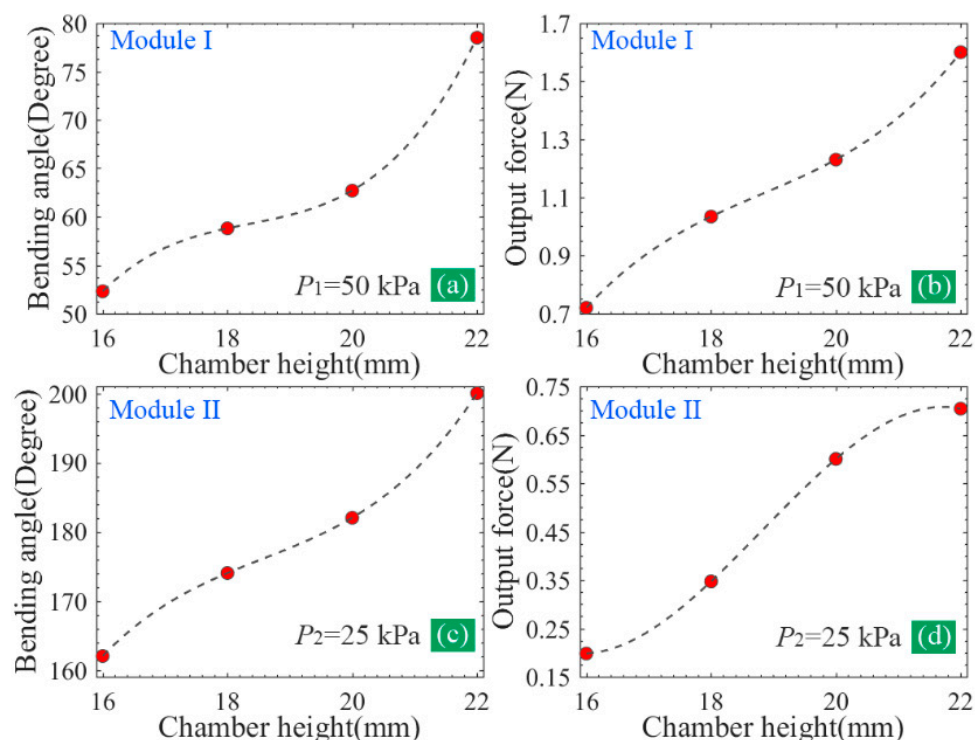 Module I
Bending angle(Degree)
80
75
70
65
60
55
50
P1=50 kPa (a)
16 18 20 22
Chamber height(mm)
Module I
Output force(N)
1.7
1.5
1.3
1.1
0.9
0.7
P1=50 kPa (b)
16 18 20 22
Chamber height(mm)
Module II
Bending angle(Degree)
200
190
180
170
160
P2=25 kPa (c)
16 18 20 22
Chamber height(mm)
Module II
Output force(N)
0.75
0.65
0.55
0.45
0.35
0.25
0.15
P2=25 kPa (d)
16 18 20 22
Chamber height(mm)